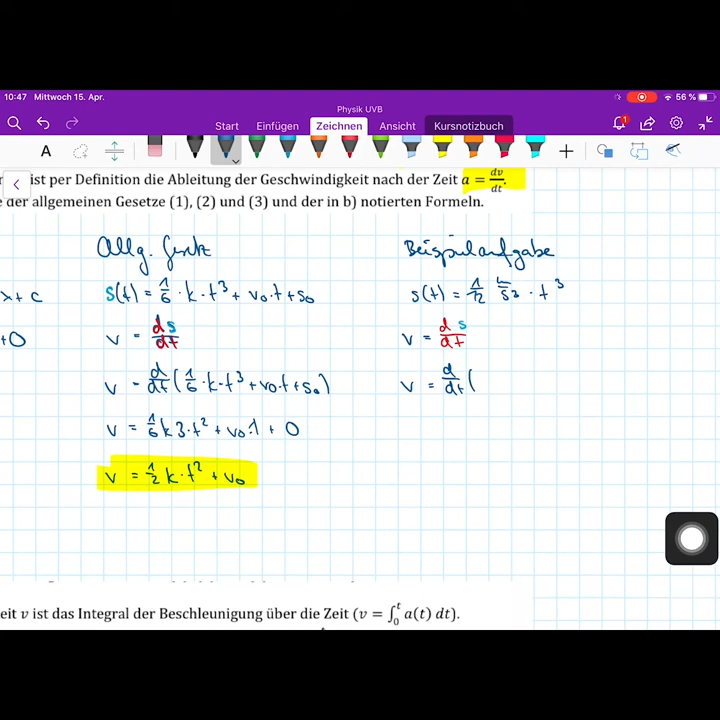 10:47 Mittwoch 15. Apr. 56 %
Physik UVB
Start Einfügen Zeichnen Ansicht Kursnotizbuch 1
A
ist per Definition die Ableitung der Geschwindigkeit nach der Zeit a = dv/dt.
e der allgemeinen Gesetze (1), (2) und (3) und der in b) notierten Formeln.
Allg. Gesetz
Beispielaufgabe
x + c
s(t) = 1/6 · k · t³ + v₀·t + s₀
s(t) = 1/12 m/s³ · t³
+0
v = ds/dt
v = ds/dt
v = d/dt (1/6 · k · t³ + v₀·t + s₀)
v = d/dt (
v = 1/6 k 3 · t² + v₀·1 + 0
v = 1/2 k · t² + v₀
eit v ist das Integral der Beschleunigung über die Zeit (v = ∫₀ᵗ a(t) dt).